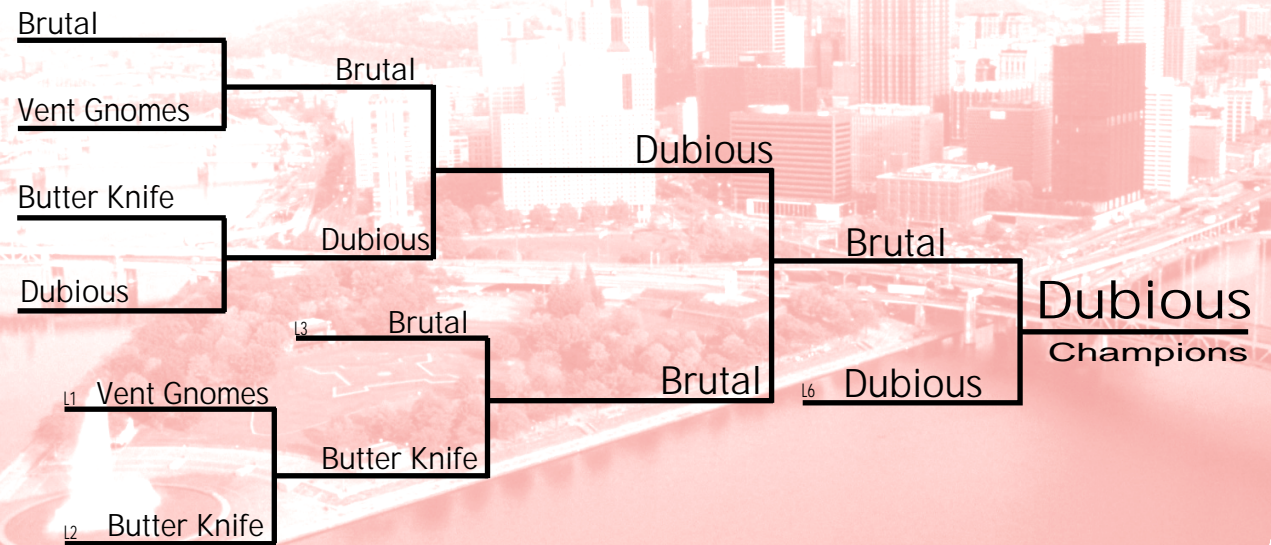 Brutal
Brutal
Vent Gnomes
Dubious
Butter Knife
Dubious
Brutal
Dubious
Dubious
Champions
L3 Brutal
Brutal
L6 Dubious
L1 Vent Gnomes
Butter Knife
L2 Butter Knife